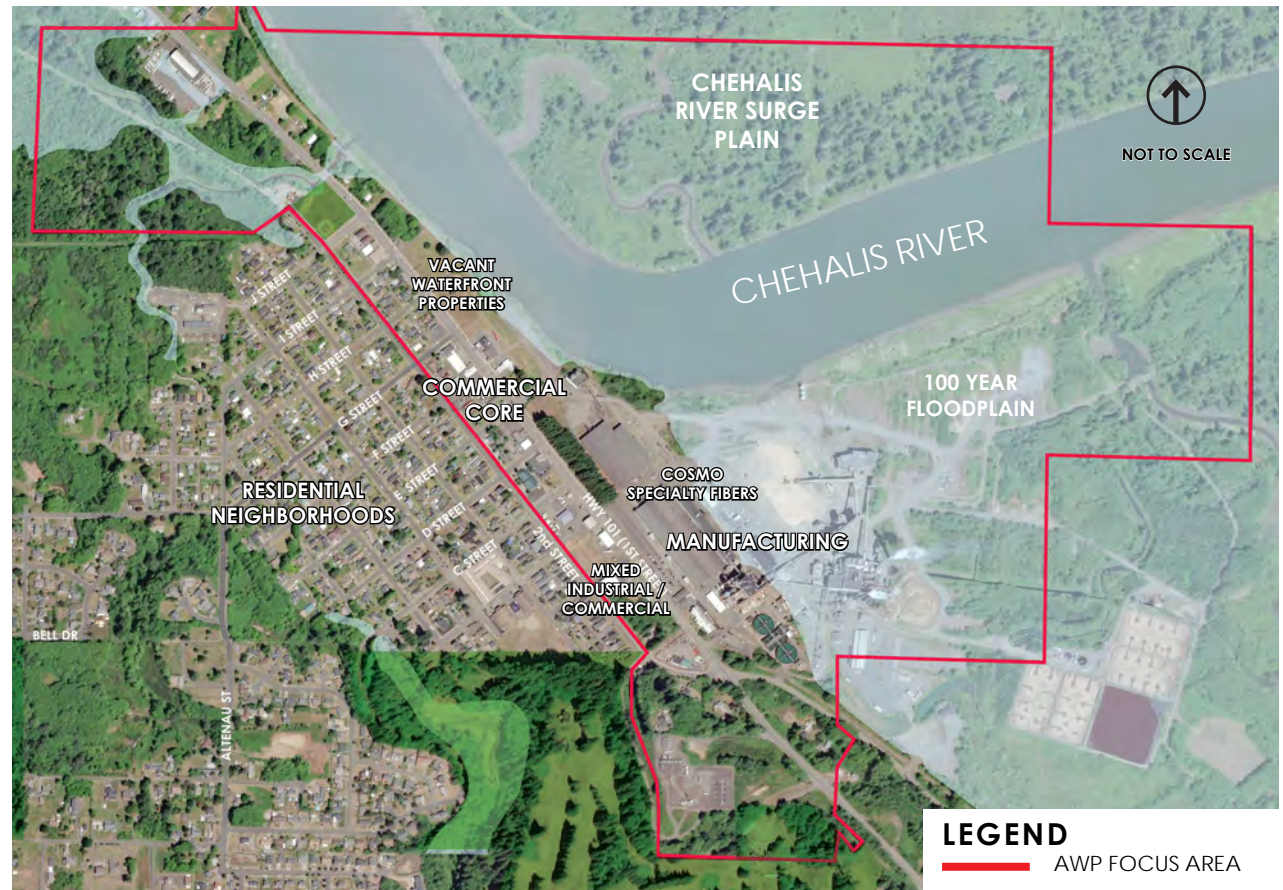 CHEHALIS
RIVER SURGE
PLAIN
NOT TO SCALE
CHEHALIS RIVER
VACANT
WATERFRONT
PROPERTIES
J STREET
I STREET
H STREET
G STREET
F STREET
E STREET
D STREET
C STREET
COMMERCIAL
CORE
100 YEAR
FLOODPLAIN
RESIDENTIAL
NEIGHBORHOODS
COSMO
SPECIALTY FIBERS
HWY 101 (1ST STREET)
MANUFACTURING
2nd STREET
MIXED
INDUSTRIAL /
COMMERCIAL
BELL DR
ALTENAU ST
LEGEND
AWP FOCUS AREA